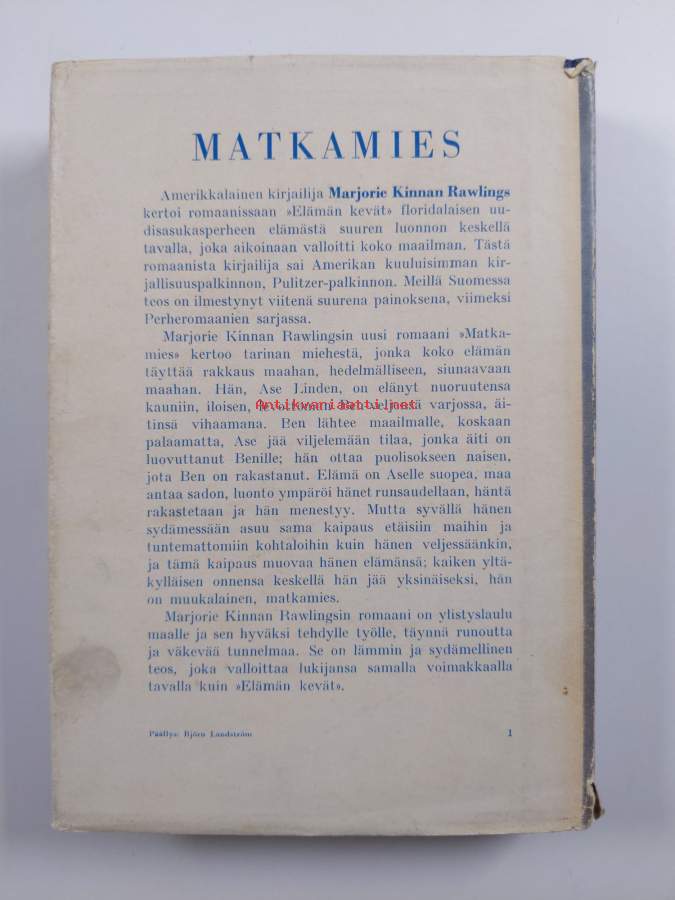 MATKAMIES
Amerikkalainen kirjailija Marjorie Kinnan Rawlings
kertoi romaanissaan »Elämän kevät» floridalaisen uu-
disasukasperheen elämästä suuren luonnon keskellä
tavalla, joka aikoinaan valloitti koko maailman. Tästä
romaanista kirjailija sai Amerikan kuuluisimman kir-
jallisuuspalkinnon, Pulitzer-palkinnon. Meillä Suomessa
teos on ilmestynyt viitenä suurena painoksena, viimeksi
Perheromaanien sarjassa.
Marjorie Kinnan Rawlingsin uusi romaani »Matka-
mies» kertoo tarinan miehestä, jonka koko elämän
täyttää rakkaus maahan, hedelmälliseen, siunaavaan
maahan. Hän, Ase Linden, on elänyt nuoruutensa
kauniin, iloisen, levottoman Ben-veljensä varjossa, äi-
Antikvariaatti.net
tinsä vihaamana. Ben lähtee maailmalle, koskaan
palaamatta, Ase jää viljelemään tilaa, jonka äiti on
luovuttanut Benille; hän ottaa puolisokseen naisen,
jota Ben on rakastanut. Elämä on Aselle suopea, maa
antaa sadon, luonto ympäröi hänet runsaudellaan, häntä
rakastetaan ja hän menestyy. Mutta syvällä hänen
sydämessään asuu sama kaipaus etäisiin maihin ja
tuntemattomiin kohtaloihin kuin hänen veljessäänkin,
ja tämä kaipaus muovaa hänen elämänsä; kaiken yltä-
kylläisen onnensa keskellä hän jää yksinäiseksi, hän
on muukalainen, matkamies.
Marjorie Kinnan Rawlingsin romaani on ylistyslaulu
maalle ja sen hyväksi tehdylle työlle, täynnä runoutta
ja väkevää tunnelmaa. Se on lämmin ja sydämellinen
teos, joka valloittaa lukijansa samalla voimakkaalla
tavalla kuin »Elämän kevät».
Päällys: Björn Landström 1